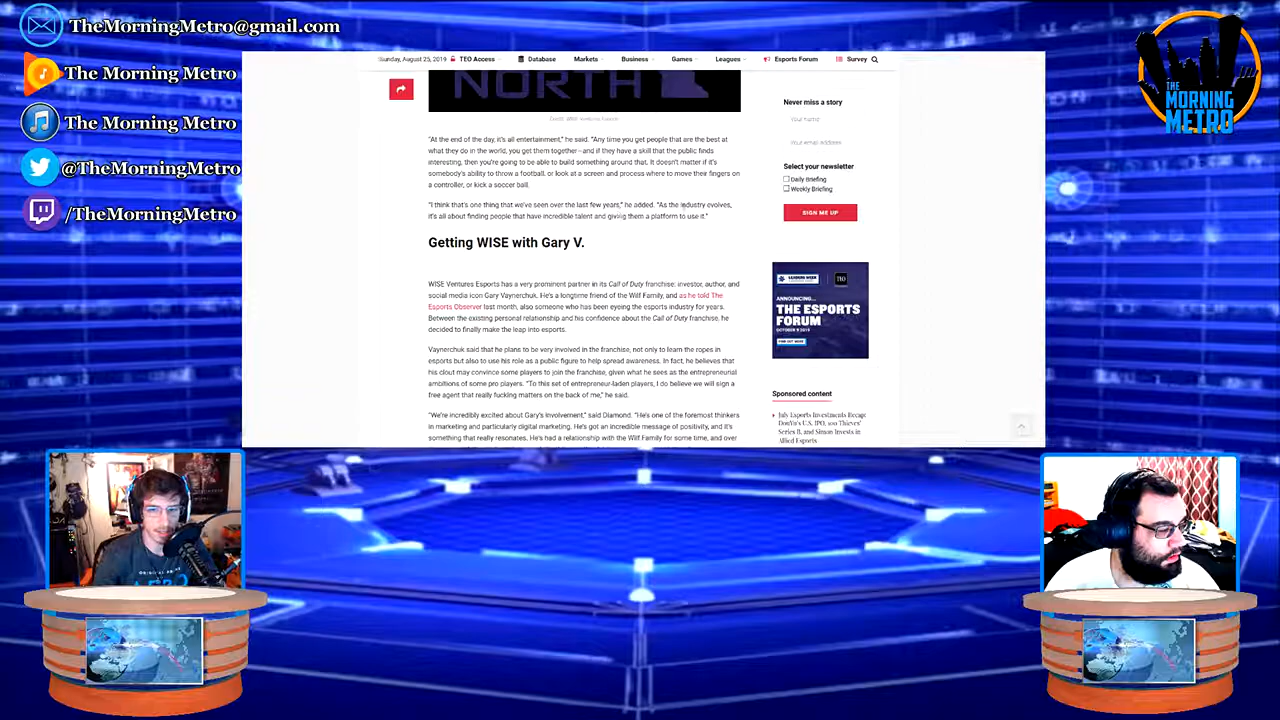 TheMorningMetro@gmail.com
The Morning Metro
The Morning Metro
@TheMorningMetro
/TheMorningMetro
THE
MORNING
METRO
Sunday, August 25, 2019
TEO Access
Database
Markets
Business
Games
Leagues
Esports Forum
Survey
NORTH
"At the end of the day, it's all entertainment," he said. "Any time you get people that are the best at
what they do in the world, you get them together—and if they have a skill that the public finds
interesting, then you're going to be able to build something around that. It doesn't matter if it's
somebody's ability to throw a football, or look at a screen and process where to move their fingers on
a controller, or kick a soccer ball.
"I think that's one thing that we've seen over the last few years," he added. "As the industry evolves,
it's all about finding people that have incredible talent and giving them a platform to use it."
Getting WISE with Gary V.
WISE Ventures Esports has a very prominent partner in its Call of Duty franchise: investor, author, and
social media icon Gary Vaynerchuk. He's a longtime friend of the Wilf Family, and as he told The
Esports Observer last month, also someone who has been eyeing the esports industry for years.
Between the existing personal relationship and his confidence about the Call of Duty franchise, he
decided to finally make the leap into esports.
Vaynerchuk said that he plans to be very involved in the franchise, not only to learn the ropes in
esports but also to use his role as a public figure to help spread awareness. In fact, he believes that
his clout may convince some players to join the franchise, given what he sees as the entrepreneurial
ambitions of some pro players. "To this set of entrepreneur-laden players, I do believe we will sign a
free agent that really fucking matters on the back of me," he said.
"We're incredibly excited about Gary's involvement," said Diamond. "He's one of the foremost thinkers
in marketing and particularly digital marketing. He's got an incredible message of positivity, and it's
something that really resonates. He's had a relationship with the Wilf Family for some time, and over
Never miss a story
Your name
Your email address
Select your newsletter
Daily Briefing
Weekly Briefing
SIGN ME UP
TEO
ANNOUNCING...
THE ESPORTS
FORUM
OCTOBER 9 2019
FIND OUT MORE
Sponsored content
July Esports Investments Recap:
DouYu's U.S. IPO, 100 Thieves'
Series B, and Simon Invests in
Allied Esports